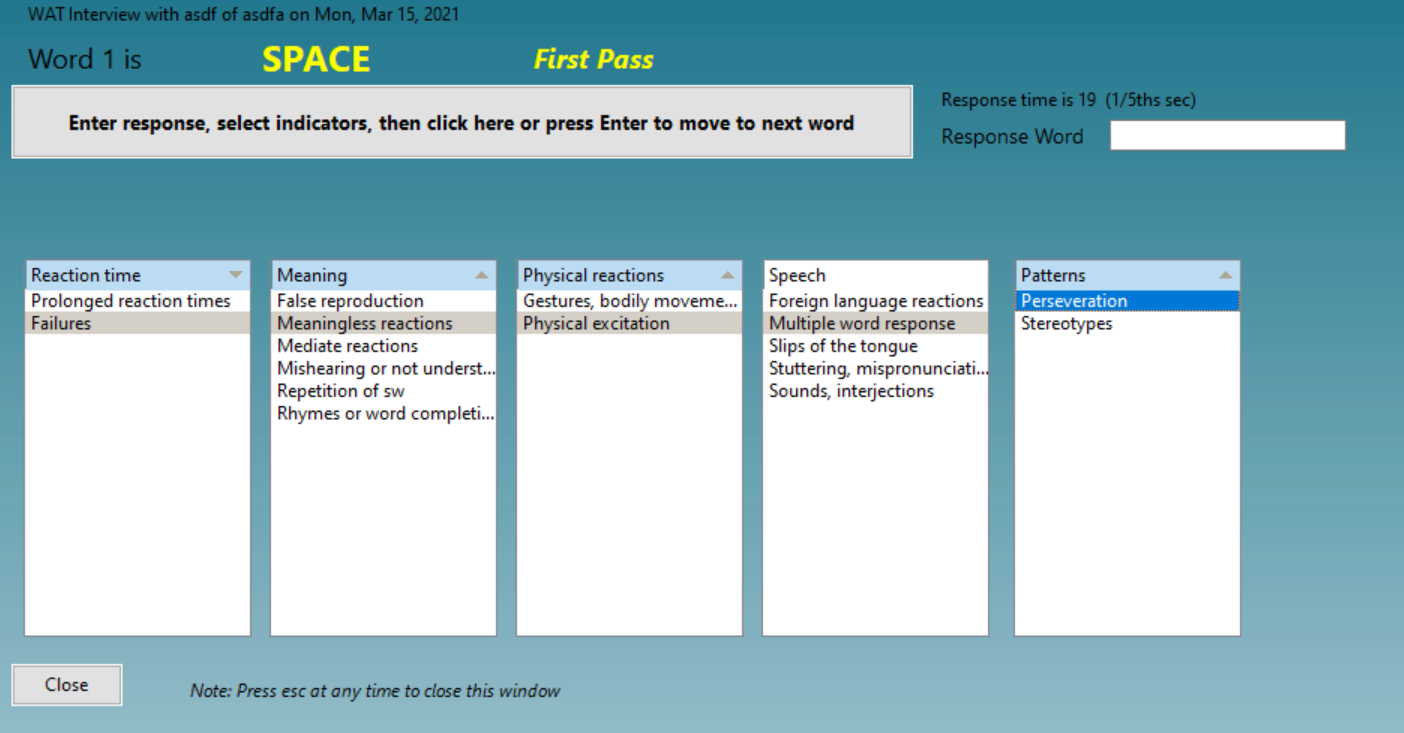 WAT Interview with asdf of asdfa on Mon, Mar 15, 2021
Word 1 is SPACE First Pass
Enter response, select indicators, then click here or press Enter to move to next word
Response time is 19 (1/5ths sec)
Response Word
Reaction time
Prolonged reaction times
Failures
Meaning
False reproduction
Meaningless reactions
Mediate reactions
Mishearing or not underst...
Repetition of sw
Rhymes or word completi...
Physical reactions
Gestures, bodily moveme...
Physical excitation
Speech
Foreign language reactions
Multiple word response
Slips of the tongue
Stuttering, mispronunciati...
Sounds, interjections
Patterns
Perseveration
Stereotypes
Close
Note: Press esc at any time to close this window